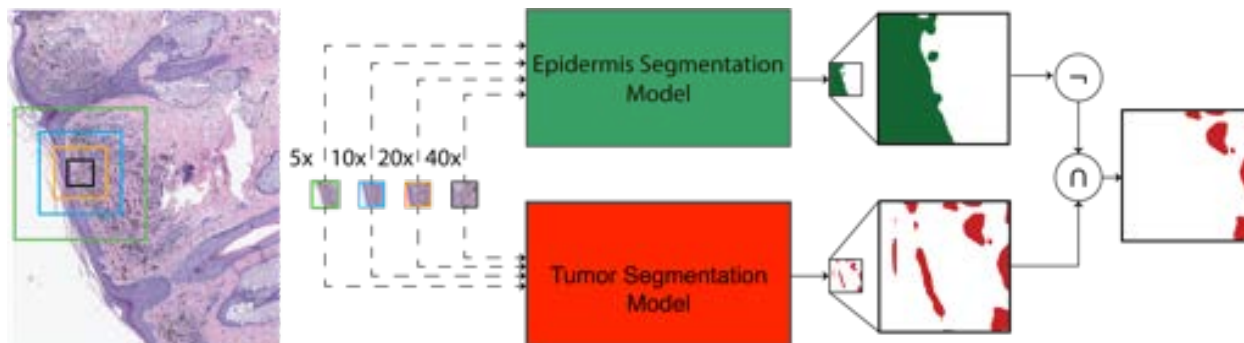 Epidermis Segmentation
Model
5x 10x 20x 40x
Tumor Segmentation
Model
¬
∩